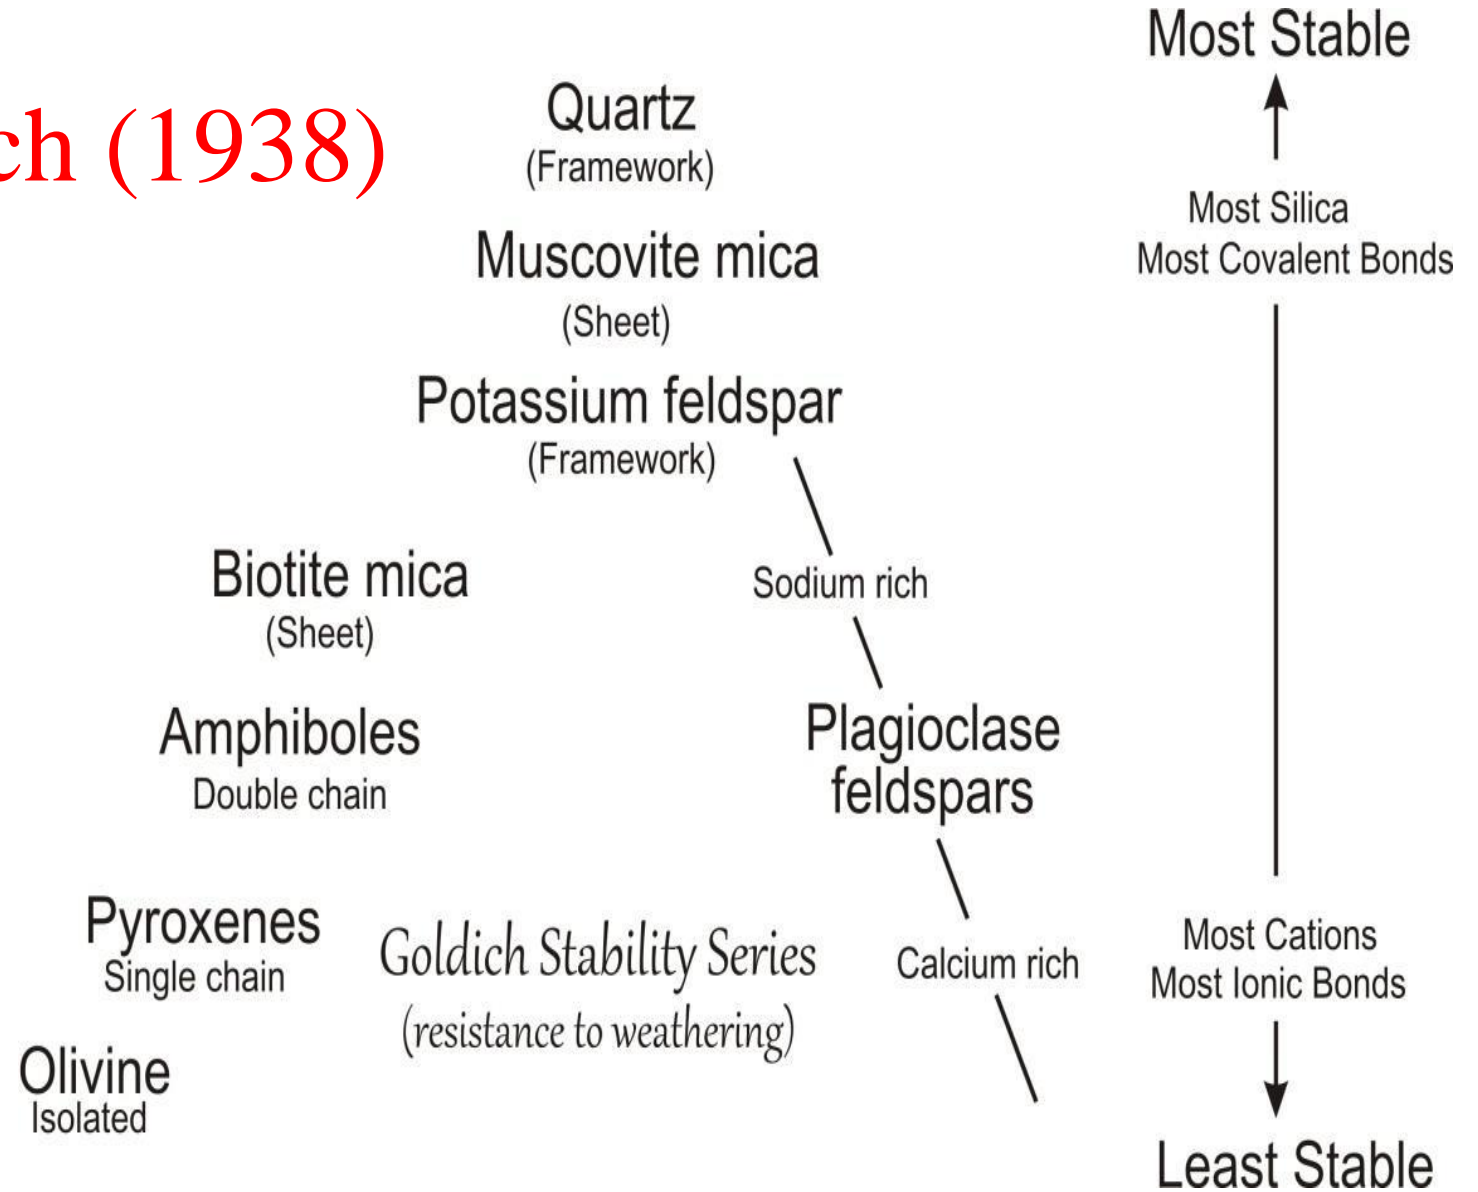 ch (1938)
Quartz
(Framework)
Muscovite mica
(Sheet)
Potassium feldspar
(Framework)
Biotite mica
(Sheet)
Amphiboles
Double chain
Pyroxenes
Single chain
Olivine
Isolated
Sodium rich
Plagioclase
feldspars
Calcium rich
Goldich Stability Series
(resistance to weathering)
Most Stable
Most Silica
Most Covalent Bonds
Most Cations
Most Ionic Bonds
Least Stable